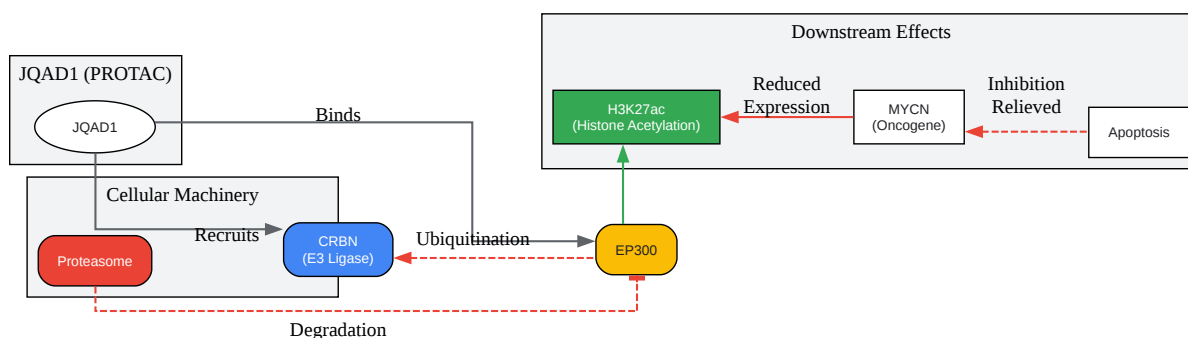 Downstream Effects
JQAD1 (PROTAC)
JQAD1
Binds
H3K27ac
(Histone Acetylation)
Reduced
Expression
MYCN
(Oncogene)
Inhibition
Relieved
Apoptosis
Cellular Machinery
Recruits
Proteasome
CRBN
(E3 Ligase)
Ubiquitination
EP300
Degradation